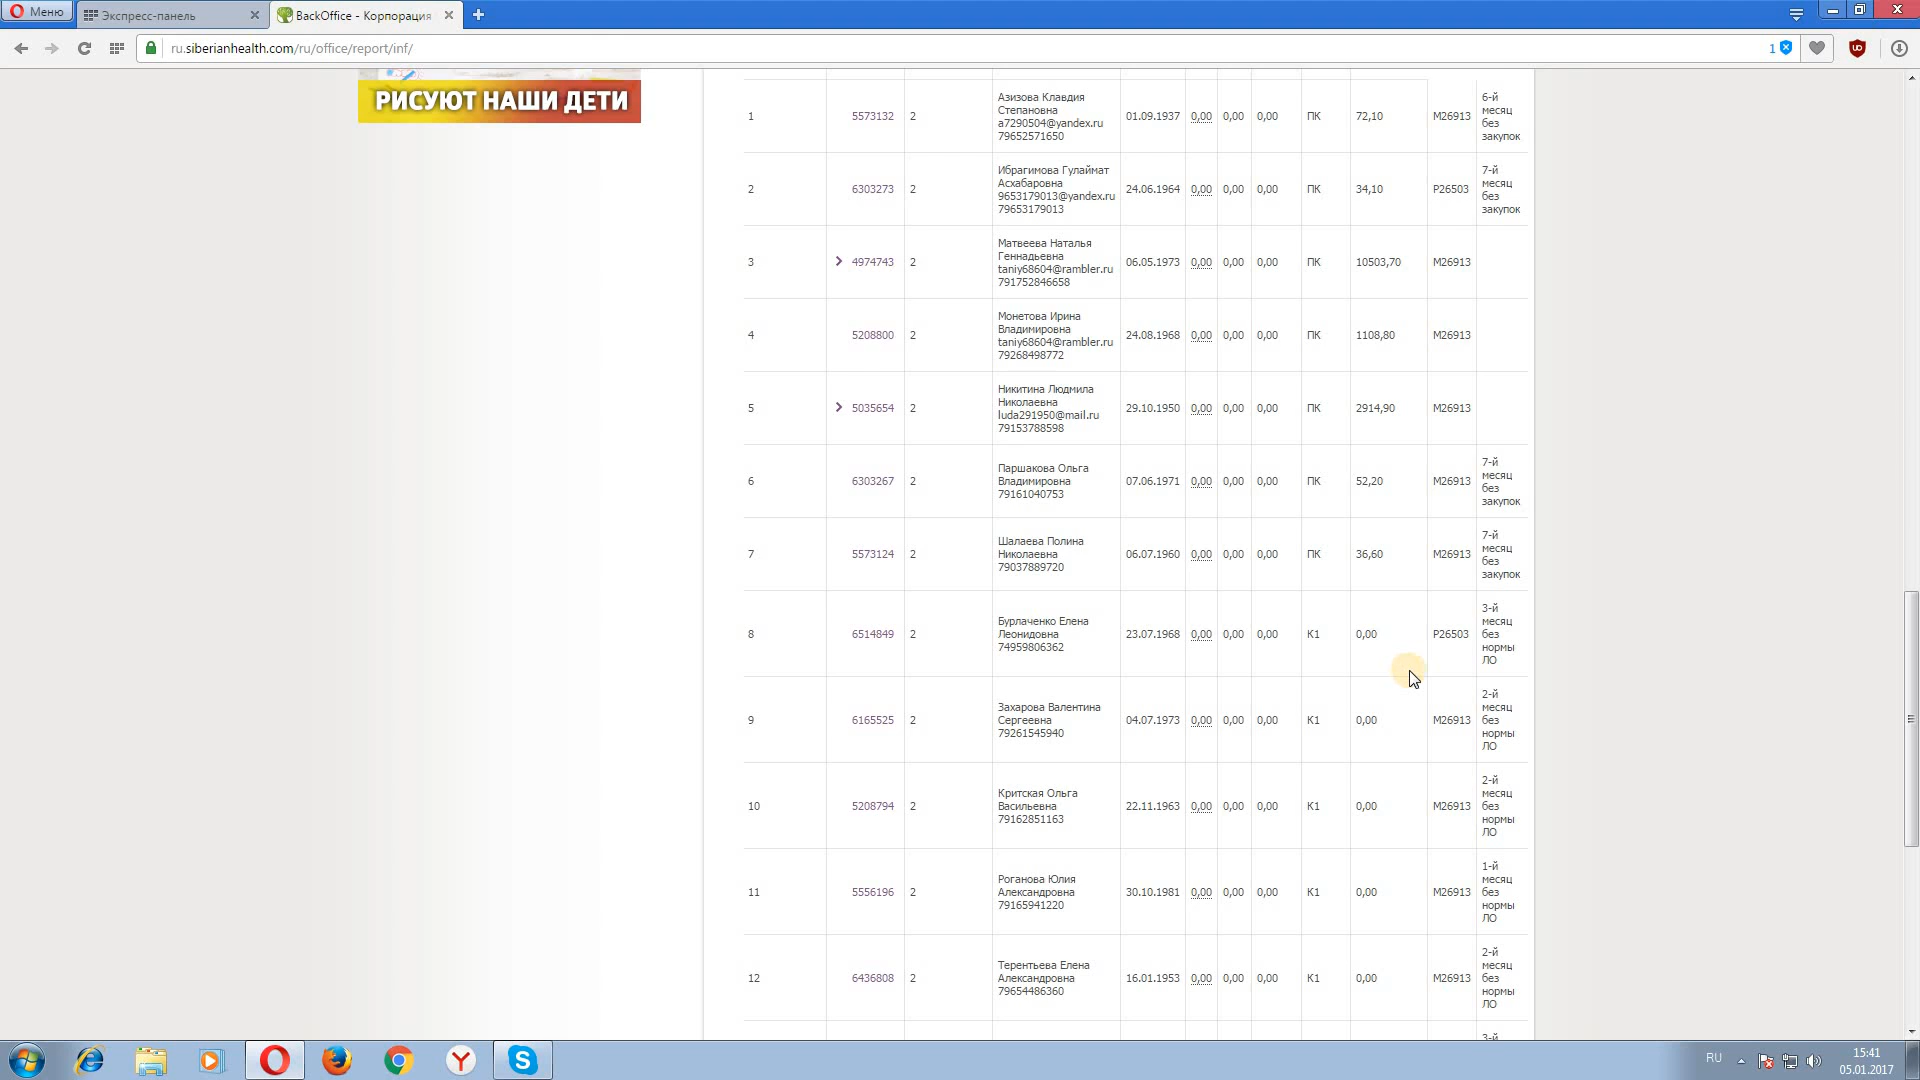 Меню
Экспресс-панель
BackOffice - Корпорация
ru.siberianhealth.com/ru/office/report/inf/
1
РИСУЮТ НАШИ ДЕТИ
1 5573132 2 Азизова Клавдия Степановна a7290504@yandex.ru 79652571650 01.09.1937 0,00 0,00 0,00 ПК 72,10 M26913 6-й месяц без закупок
2 6303273 2 Ибрагимова Гулаймат Асхабаровна 9653179013@yandex.ru 79653179013 24.06.1964 0,00 0,00 0,00 ПК 34,10 P26503 7-й месяц без закупок
3 4974743 2 Матвеева Наталья Геннадьевна taniy68604@rambler.ru 791752846658 06.05.1973 0,00 0,00 0,00 ПК 10503,70 M26913
4 5208800 2 Монетова Ирина Владимировна taniy68604@rambler.ru 79268498772 24.08.1968 0,00 0,00 0,00 ПК 1108,80 M26913
5 5035654 2 Никитина Людмила Николаевна luda291950@mail.ru 79153788598 29.10.1950 0,00 0,00 0,00 ПК 2914,90 M26913
6 6303267 2 Паршакова Ольга Владимировна 79161040753 07.06.1971 0,00 0,00 0,00 ПК 52,20 M26913 7-й месяц без закупок
7 5573124 2 Шалаева Полина Николаевна 79037889720 06.07.1960 0,00 0,00 0,00 ПК 36,60 M26913 7-й месяц без закупок
8 6514849 2 Бурлаченко Елена Леонидовна 74959806362 23.07.1968 0,00 0,00 0,00 К1 0,00 P26503 3-й месяц без нормы ЛО
9 6165525 2 Захарова Валентина Сергеевна 79261545940 04.07.1973 0,00 0,00 0,00 К1 0,00 M26913 2-й месяц без нормы ЛО
10 5208794 2 Критская Ольга Васильевна 79162851163 22.11.1963 0,00 0,00 0,00 К1 0,00 M26913 2-й месяц без нормы ЛО
11 5556196 2 Роганова Юлия Александровна 79165941220 30.10.1981 0,00 0,00 0,00 К1 0,00 M26913 1-й месяц без нормы ЛО
12 6436808 2 Терентьева Елена Александровна 79654486360 16.01.1953 0,00 0,00 0,00 К1 0,00 M26913 2-й месяц без нормы ЛО
3-й
RU
15:41
05.01.2017